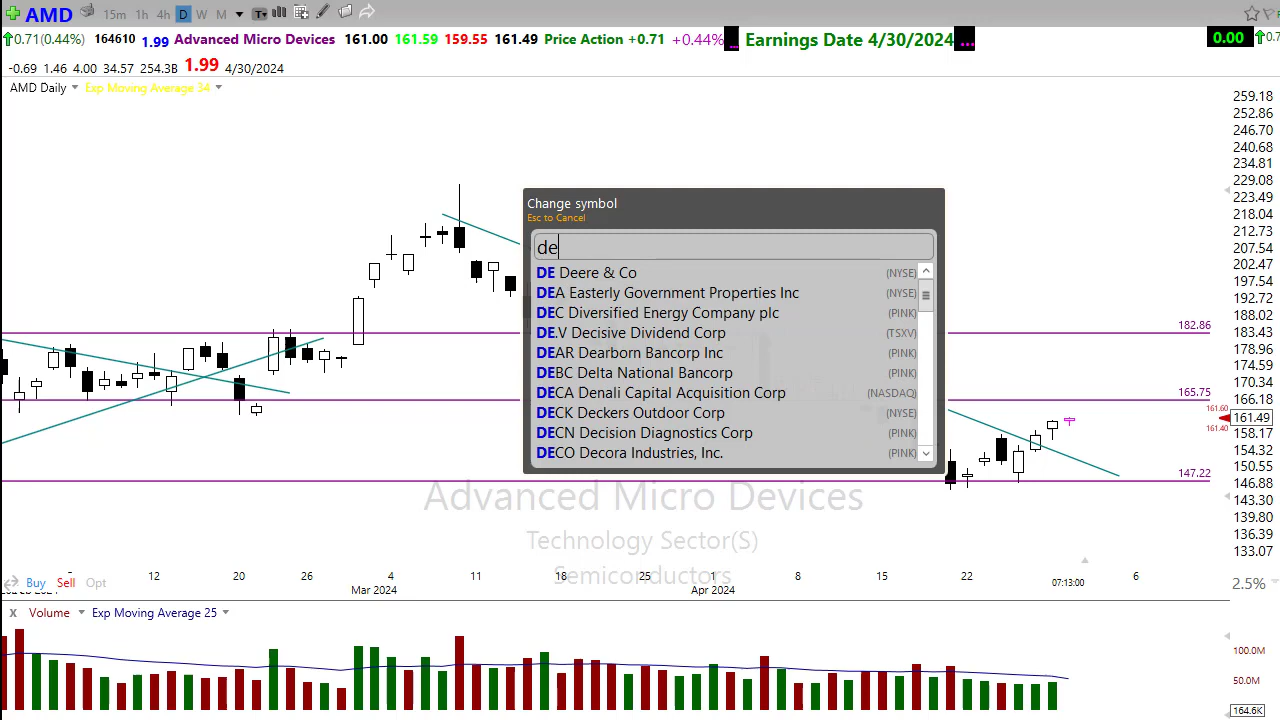 AMD 15m 1h 4h D W M
0.71(0.44%) 164610 1.99 Advanced Micro Devices 161.00 161.59 159.55 161.49 Price Action +0.71 +0.44% ... Earnings Date 4/30/2024 ... 0.00
-0.69 1.46 4.00 34.57 254.3B 1.99 4/30/2024
AMD Daily Exp Moving Average 34
Change symbol
Esc to Cancel
de
DE Deere & Co (NYSE)
DEA Easterly Government Properties Inc (NYSE)
DEC Diversified Energy Company plc (PINK)
DE.V Decisive Dividend Corp (TSXV)
DEAR Dearborn Bancorp Inc (PINK)
DEBC Delta National Bancorp (PINK)
DECA Denali Capital Acquisition Corp (NASDAQ)
DECK Deckers Outdoor Corp (NYSE)
DECN Decision Diagnostics Corp (PINK)
DECO Decora Industries, Inc. (PINK)
182.86
165.75
147.22
259.18
252.86
246.70
240.68
234.81
229.08
223.49
218.04
212.73
207.54
202.47
197.54
192.72
188.02
183.43
178.96
174.59
170.34
166.18
161.60
161.49
161.40
158.17
154.32
150.55
146.88
143.30
139.80
136.39
133.07
Advanced Micro Devices
Technology Sector(S)
Semiconductors
12 20 26 4 11 18 25 1 8 15 22 6
Mar 2024 Apr 2024 07:13:00
Buy Sell Opt
2.5%
X Volume Exp Moving Average 25
100.0M
50.0M
164.6K